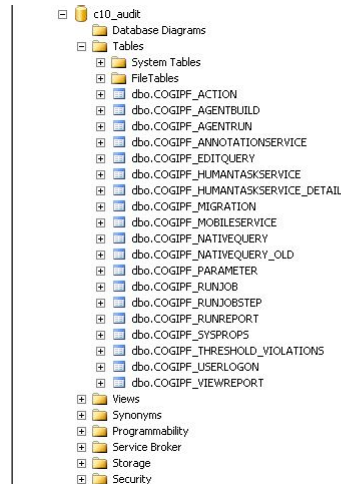 c10_audit
Database Diagrams
Tables
System Tables
FileTables
dbo.COGIPF_ACTION
dbo.COGIPF_AGENTBUILD
dbo.COGIPF_AGENTRUN
dbo.COGIPF_ANNOTATIONSERVICE
dbo.COGIPF_EDITQUERY
dbo.COGIPF_HUMANTASKSERVICE
dbo.COGIPF_HUMANTASKSERVICE_DETAIL
dbo.COGIPF_MIGRATION
dbo.COGIPF_MOBILESERVICE
dbo.COGIPF_NATIVEQUERY
dbo.COGIPF_NATIVEQUERY_OLD
dbo.COGIPF_PARAMETER
dbo.COGIPF_RUNJOB
dbo.COGIPF_RUNJOBSTEP
dbo.COGIPF_RUNREPORT
dbo.COGIPF_SYSPROPS
dbo.COGIPF_THRESHOLD_VIOLATIONS
dbo.COGIPF_USERLOGON
dbo.COGIPF_VIEWREPORT
Views
Synonyms
Programmability
Service Broker
Storage
Security